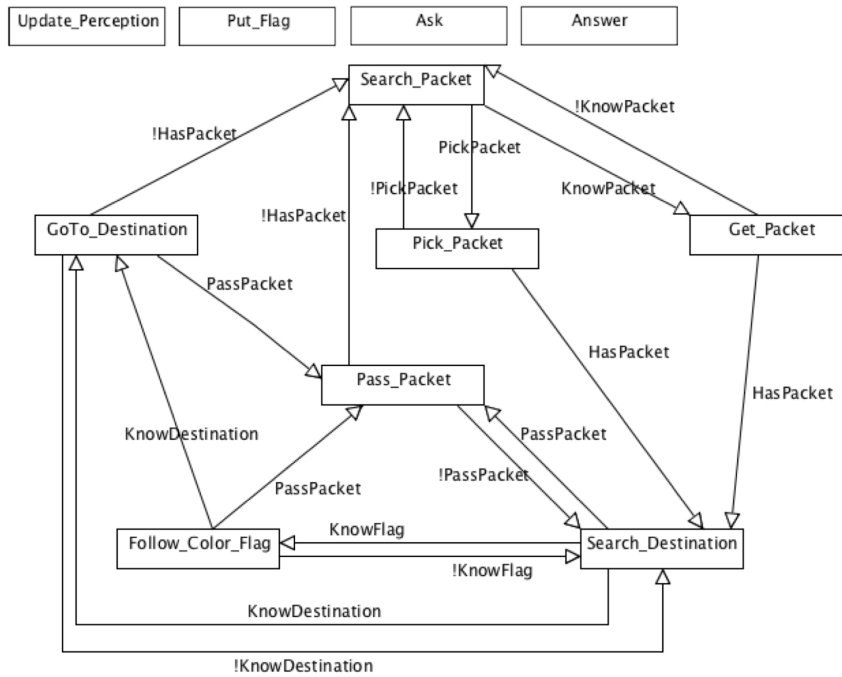 Update_Perception
Put_Flag
Ask
Answer
Search_Packet
!HasPacket
!KnowPacket
PickPacket
!PickPacket
KnowPacket
!HasPacket
GoTo_Destination
Pick_Packet
Get_Packet
PassPacket
HasPacket
Pass_Packet
HasPacket
KnowDestination
PassPacket
!PassPacket
PassPacket
Follow_Color_Flag
KnowFlag
Search_Destination
!KnowFlag
KnowDestination
!KnowDestination